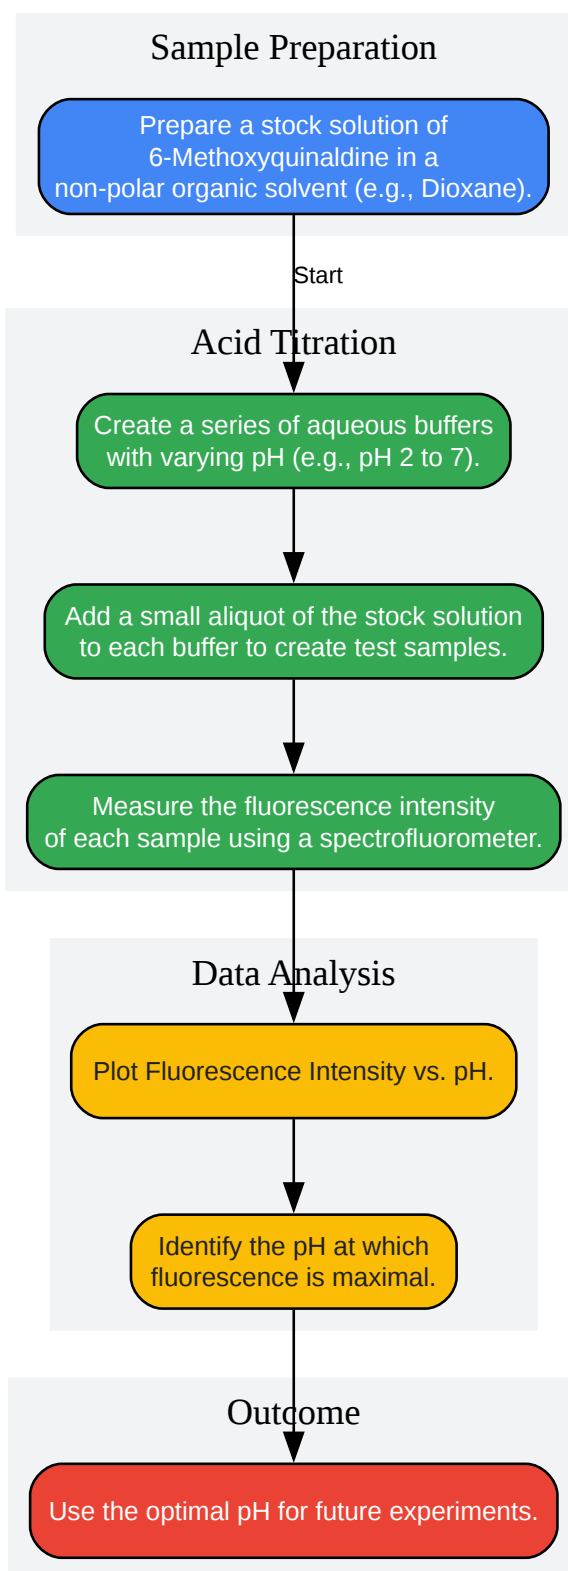 Sample Preparation
Prepare a stock solution of
6-Methoxyquinaldine in a
non-polar organic solvent (e.g., Dioxane).
Start
Acid Titration
Create a series of aqueous buffers
with varying pH (e.g., pH 2 to 7).
Add a small aliquot of the stock solution
to each buffer to create test samples.
Measure the fluorescence intensity
of each sample using a spectrofluorometer.
Data Analysis
Plot Fluorescence Intensity vs. pH.
Identify the pH at which
fluorescence is maximal.
Outcome
Use the optimal pH for future experiments.